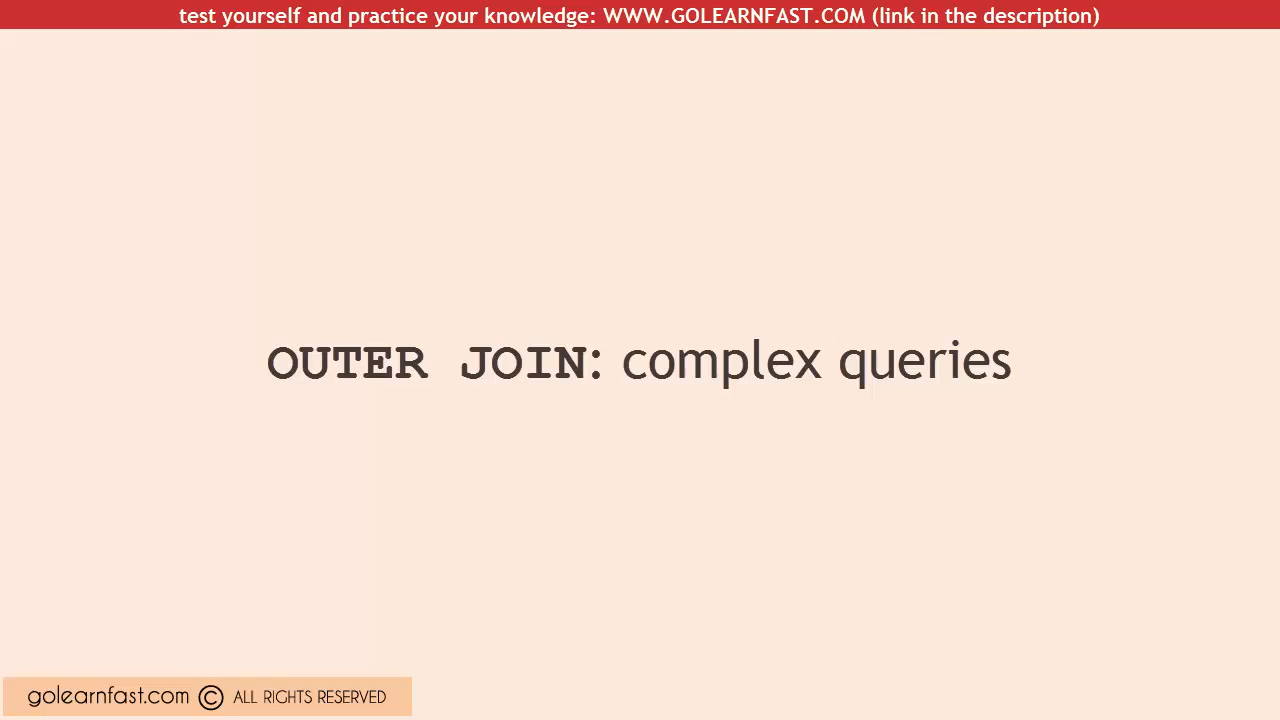 test yourself and practice your knowledge: WWW.GOLEARNFAST.COM (link in the description)
OUTER JOIN: complex queries
golearnfast.com © ALL RIGHTS RESERVED